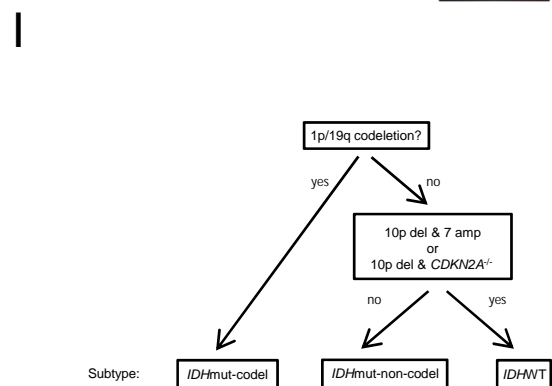 I
1p/19q codeletion?
yes
no
10p del & 7 amp
or
10p del & CDKN2A-/-
no
yes
Subtype:
IDHmut-codel
IDHmut-non-codel
IDHWT